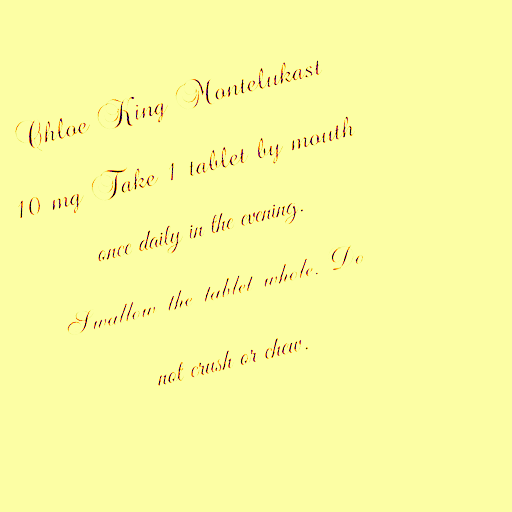 Chloe King Montelukast
10 mg Take 1 tablet by mouth
once daily in the evening.
Swallow the tablet whole. Do
not crush or chew.